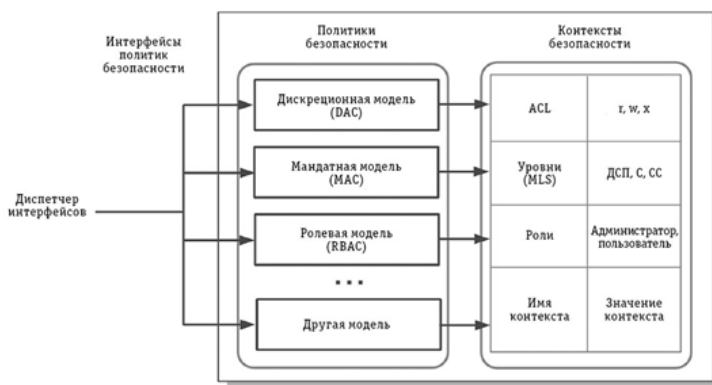 Интерфейсы
политик
безопасности
Политики
безопасности
Контексты
безопасности
Дискреционная модель
(DAC)
ACL
r, w, x
Мандатная модель
(MAC)
Уровни
(MLS)
ДСП, С, СС
Диспетчер
интерфейсов
Ролевая модель
(RBAC)
Роли
Администратор,
пользователь
...
Другая модель
Имя
контекста
Значение
контекста